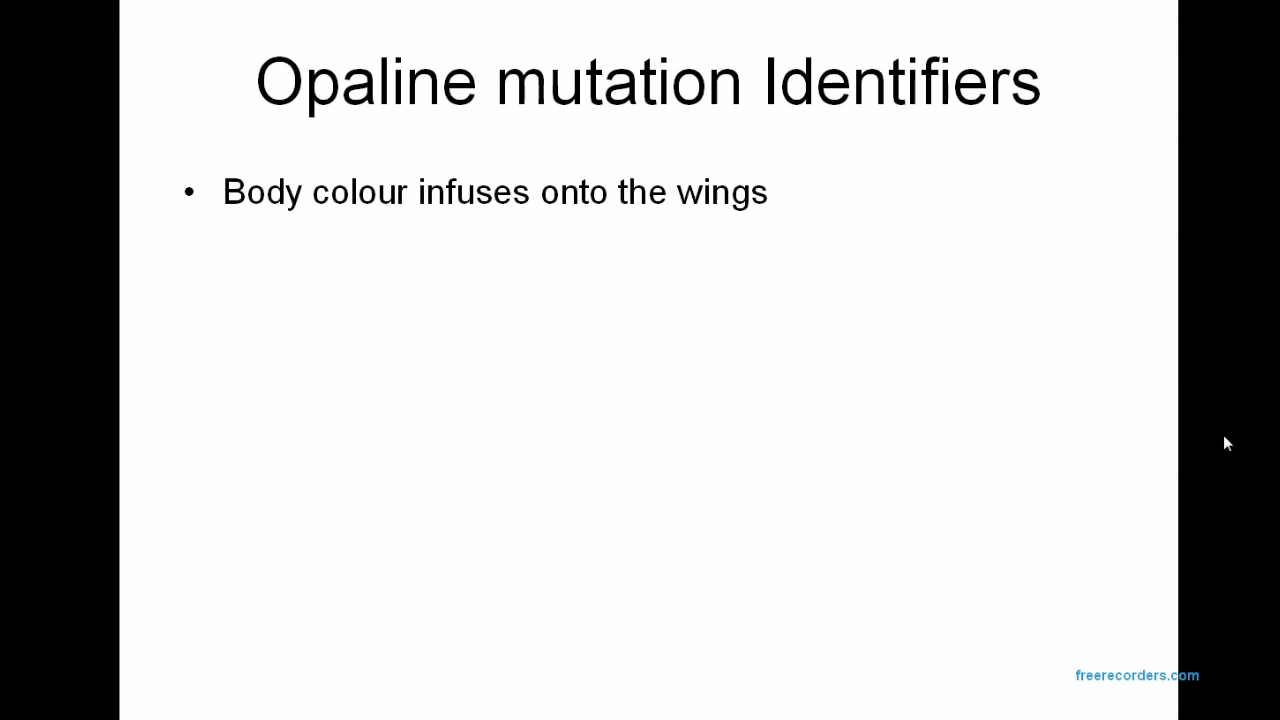 Opaline mutation Identifiers
• Body colour infuses onto the wings
freerecorders.com